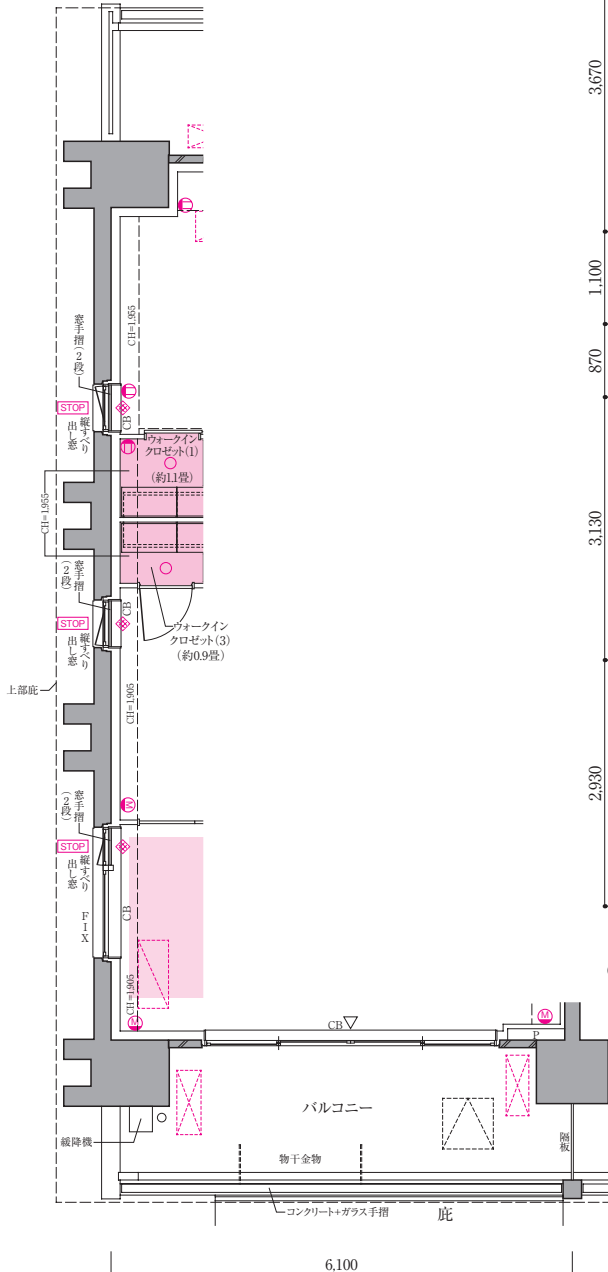 3,670
1,100
870
3,130
2,930
CH=1,955
窓手摺(2段)
STOP
縦すべり
出し窓
CB
ウォークイン
クロゼット(1)
(約1.1畳)
CH=1,955
窓手摺
(2段)
STOP
縦すべり
出し窓
CB
ウォークイン
クロゼット(3)
(約0.9畳)
上部庇
CH=1,905
M
窓手摺
(2段)
STOP
縦すべり
出し窓
CB
FIX
CH=1,905
M
CB
M
P
バルコニー
緩降機
物干金物
隔板
コンクリート+ガラス手摺
庇
6,100